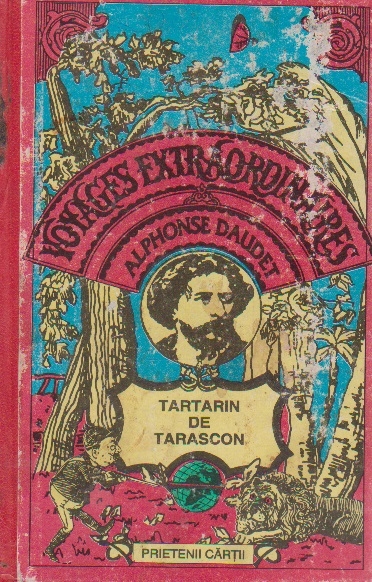 VOYAGES EXTRAORDINAIRES
ALPHONSE DAUDET
TARTARIN
DE
TARASCON
PRIETENII CĂRȚII